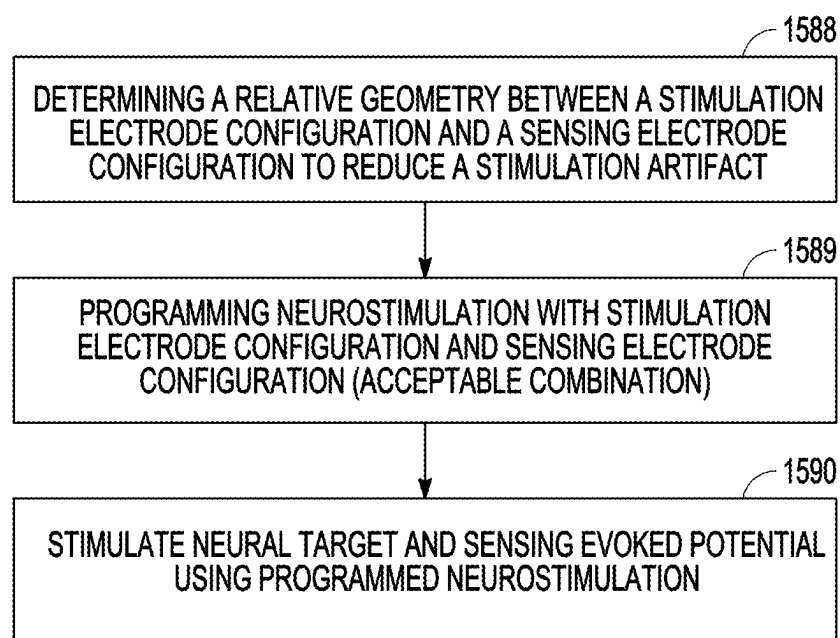 1588
DETERMINING A RELATIVE GEOMETRY BETWEEN A STIMULATION
ELECTRODE CONFIGURATION AND A SENSING ELECTRODE
CONFIGURATION TO REDUCE A STIMULATION ARTIFACT
1589
PROGRAMMING NEUROSTIMULATION WITH STIMULATION
ELECTRODE CONFIGURATION AND SENSING ELECTRODE
CONFIGURATION (ACCEPTABLE COMBINATION)
1590
STIMULATE NEURAL TARGET AND SENSING EVOKED POTENTIAL
USING PROGRAMMED NEUROSTIMULATION